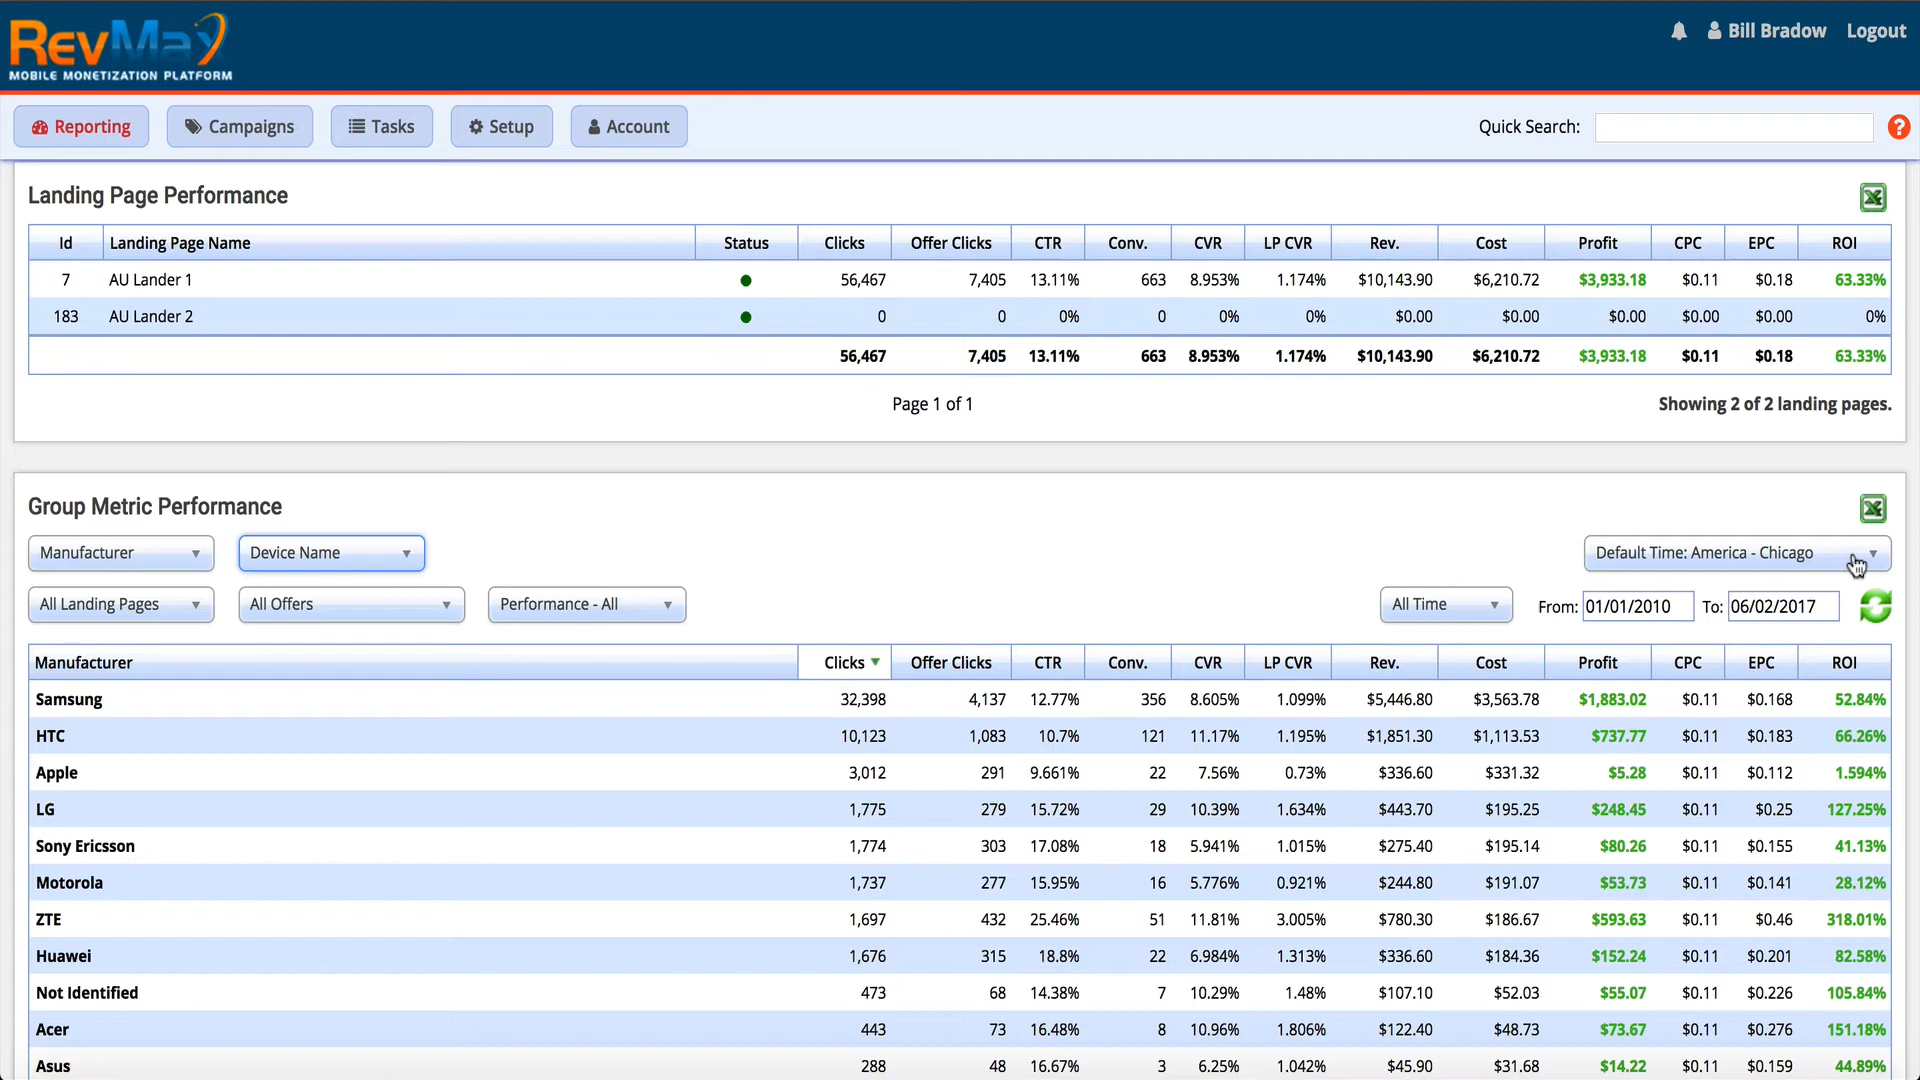 RevMax
MOBILE MONETIZATION PLATFORM
Bill Bradow Logout
Reporting Campaigns Tasks Setup Account Quick Search: ?
Landing Page Performance
Id Landing Page Name Status Clicks Offer Clicks CTR Conv. CVR LP CVR Rev. Cost Profit CPC EPC ROI
7 AU Lander 1 56,467 7,405 13.11% 663 8.953% 1.174% $10,143.90 $6,210.72 $3,933.18 $0.11 $0.18 63.33%
183 AU Lander 2 0 0 0% 0 0% 0% $0.00 $0.00 $0.00 $0.00 $0.00 0%
56,467 7,405 13.11% 663 8.953% 1.174% $10,143.90 $6,210.72 $3,933.18 $0.11 $0.18 63.33%
Page 1 of 1 Showing 2 of 2 landing pages.
Group Metric Performance
Manufacturer Device Name Default Time: America - Chicago
All Landing Pages All Offers Performance - All All Time From: 01/01/2010 To: 06/02/2017
Manufacturer Clicks Offer Clicks CTR Conv. CVR LP CVR Rev. Cost Profit CPC EPC ROI
Samsung 32,398 4,137 12.77% 356 8.605% 1.099% $5,446.80 $3,563.78 $1,883.02 $0.11 $0.168 52.84%
HTC 10,123 1,083 10.7% 121 11.17% 1.195% $1,851.30 $1,113.53 $737.77 $0.11 $0.183 66.26%
Apple 3,012 291 9.661% 22 7.56% 0.73% $336.60 $331.32 $5.28 $0.11 $0.112 1.594%
LG 1,775 279 15.72% 29 10.39% 1.634% $443.70 $195.25 $248.45 $0.11 $0.25 127.25%
Sony Ericsson 1,774 303 17.08% 18 5.941% 1.015% $275.40 $195.14 $80.26 $0.11 $0.155 41.13%
Motorola 1,737 277 15.95% 16 5.776% 0.921% $244.80 $191.07 $53.73 $0.11 $0.141 28.12%
ZTE 1,697 432 25.46% 51 11.81% 3.005% $780.30 $186.67 $593.63 $0.11 $0.46 318.01%
Huawei 1,676 315 18.8% 22 6.984% 1.313% $336.60 $184.36 $152.24 $0.11 $0.201 82.58%
Not Identified 473 68 14.38% 7 10.29% 1.48% $107.10 $52.03 $55.07 $0.11 $0.226 105.84%
Acer 443 73 16.48% 8 10.96% 1.806% $122.40 $48.73 $73.67 $0.11 $0.276 151.18%
Asus 288 48 16.67% 3 6.25% 1.042% $45.90 $31.68 $14.22 $0.11 $0.159 44.89%